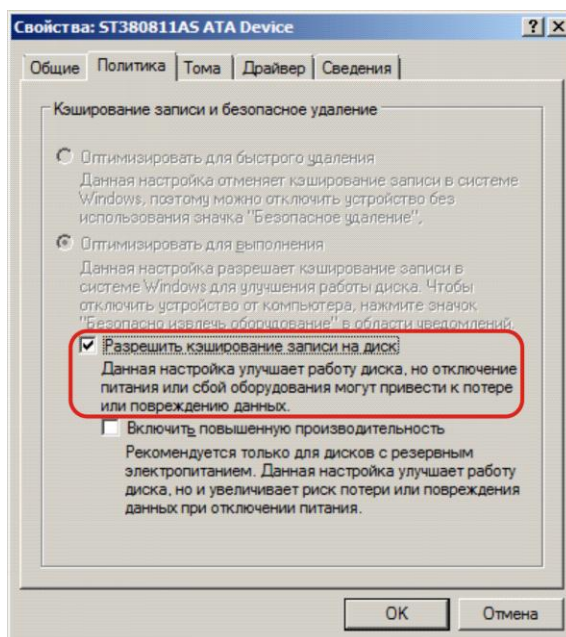 Свойства: ST380811AS ATA Device
Общие Политика Тома Драйвер Сведения
Кэширование записи и безопасное удаление
Оптимизировать для быстрого удаления
Данная настройка отменяет кэширование записи в системе
Windows, поэтому можно отключить устройство без
использования значка "Безопасное удаление",
Оптимизировать для выполнения
Данная настройка разрешает кэширование записи в
системе Windows для улучшения работы диска. Чтобы
отключить устройство от компьютера, нажмите значок
"Безопасно извлечь оборудование" в области уведомлений.
Разрешить кэширование записи на диск
Данная настройка улучшает работу диска, но отключение
питания или сбой оборудования могут привести к потере
или повреждению данных.
Включить повышенную производительность
Рекомендуется только для дисков с резервным
электропитанием. Данная настройка улучшает работу
диска, но и увеличивает риск потери или повреждения
данных при отключении питания.
OK Отмена